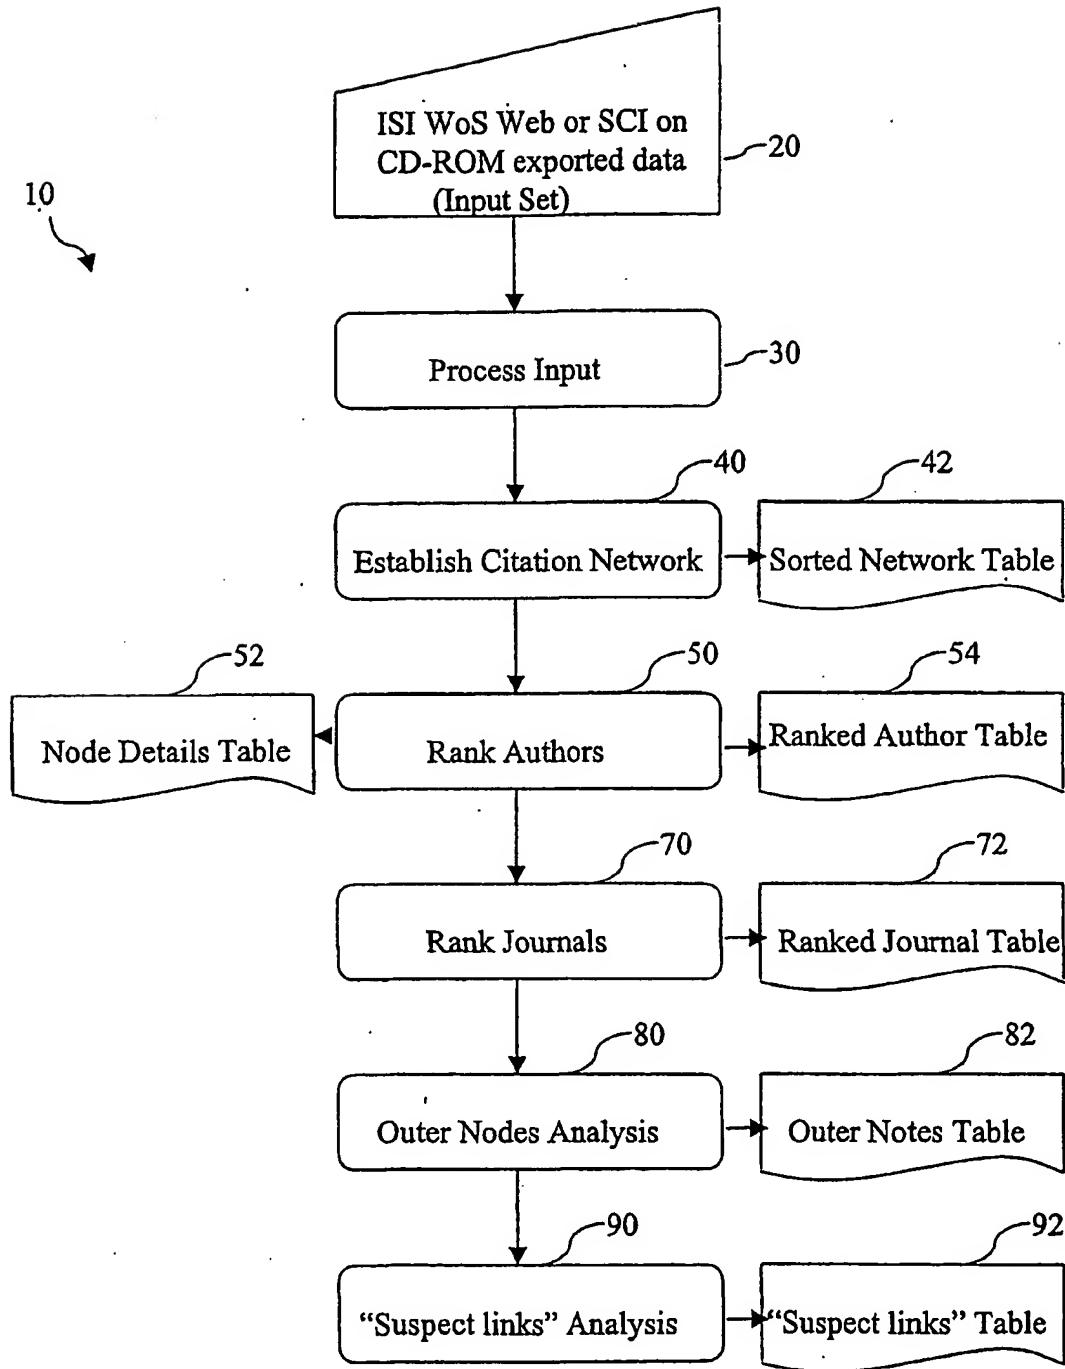 ISI WoS Web or SCI on
CD-ROM exported data
(Input Set)
20
10
Process Input
30
40
42
Establish Citation Network
Sorted Network Table
52
50
54
Node Details Table
Rank Authors
Ranked Author Table
70
72
Rank Journals
Ranked Journal Table
80
82
Outer Nodes Analysis
Outer Notes Table
90
92
“Suspect links” Analysis
“Suspect links” Table